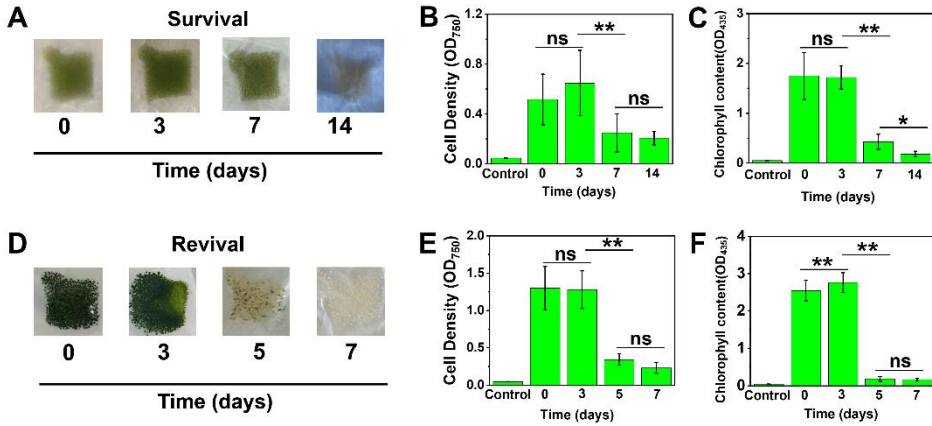 A
Survival
0 3 7 14
Time (days)
B
Cell Density (OD750)
1.2
0.8
0.4
0.0
ns
**
ns
Control 0 3 7 14
Time (days)
C
Chlorophyll content(OD435)
3
2
1
0
ns
**
*
Control 0 3 7 14
Time (days)
D
Revival
0 3 5 7
Time (days)
E
Cell Density (OD750)
2.0
1.5
1.0
0.5
0.0
ns
**
ns
Control 0 3 5 7
Time (days)
F
Chlorophyll content(OD435)
4
3
2
1
0
**
**
ns
Control 0 3 5 7
Time (days)